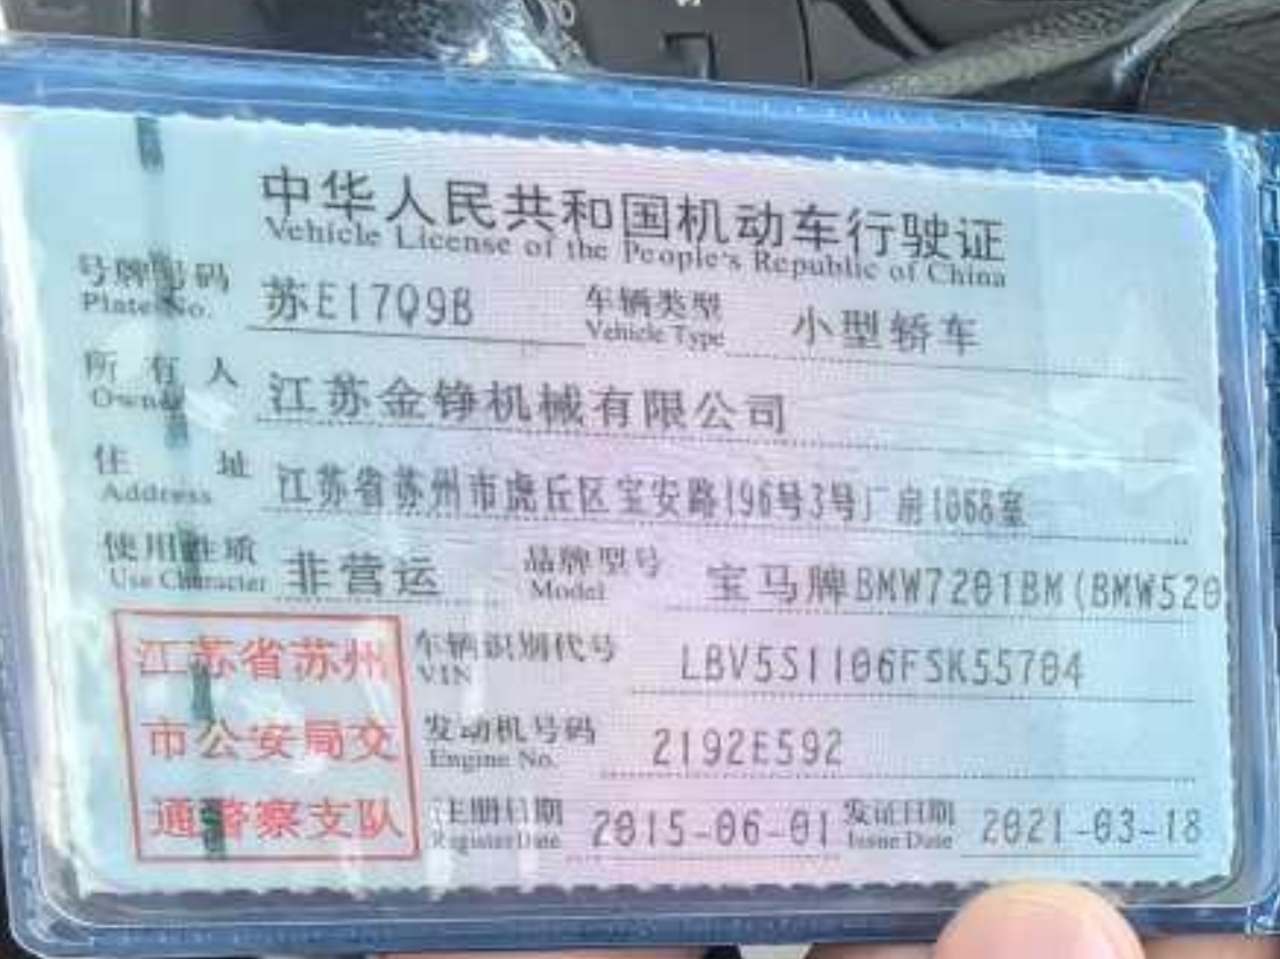 中华人民共和国机动车行驶证
Vehicle License of the People's Republic of China
号牌号码 苏E17Q9B 车辆类型 小型轿车
Plate No. Vehicle Type
所有人 江苏金铮机械有限公司
Owner
住址 江苏省苏州市虎丘区宝安路196号3号厂房1068室
Address
使用性质 非营运 品牌型号 宝马牌BMW7201BM(BMW520
Use Character Model
江苏省苏州
市公安局交
通警察支队
车辆识别代号 LBV5S1106FSK55704
VIN
发动机号码 2192E592
Engine No.
注册日期 2015-06-01 发证日期 2021-03-18
Register Date Issue Date